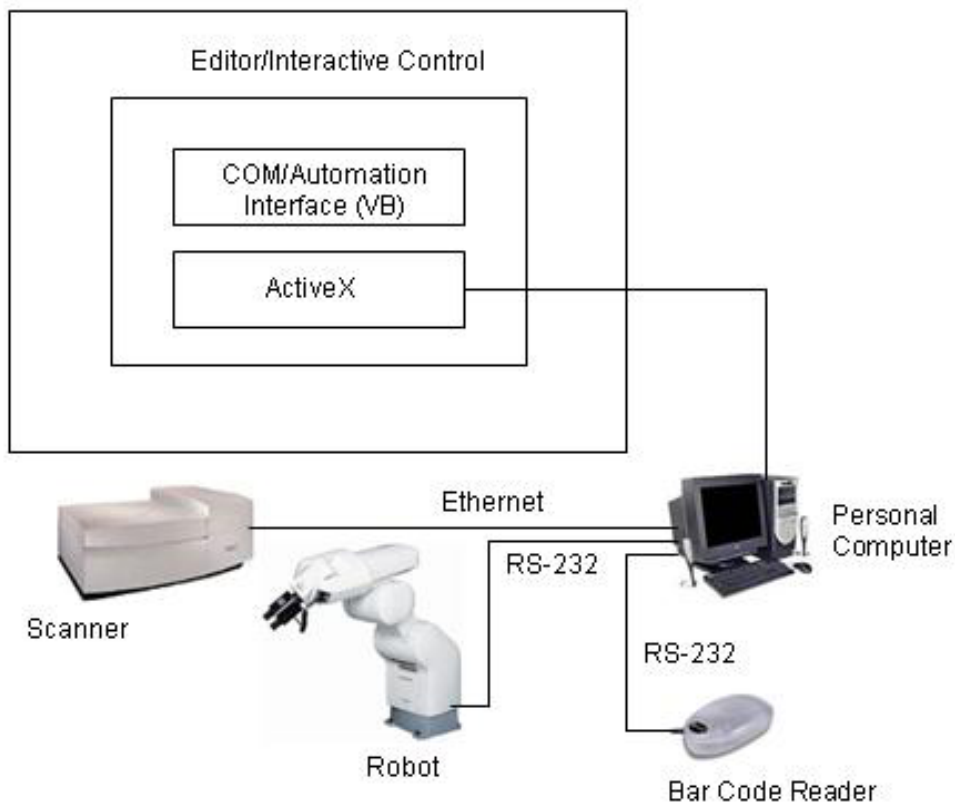 Editor/Interactive Control
COM/Automation
Interface (VB)
ActiveX
Ethernet
Personal
Computer
RS-232
Scanner
RS-232
Robot
Bar Code Reader